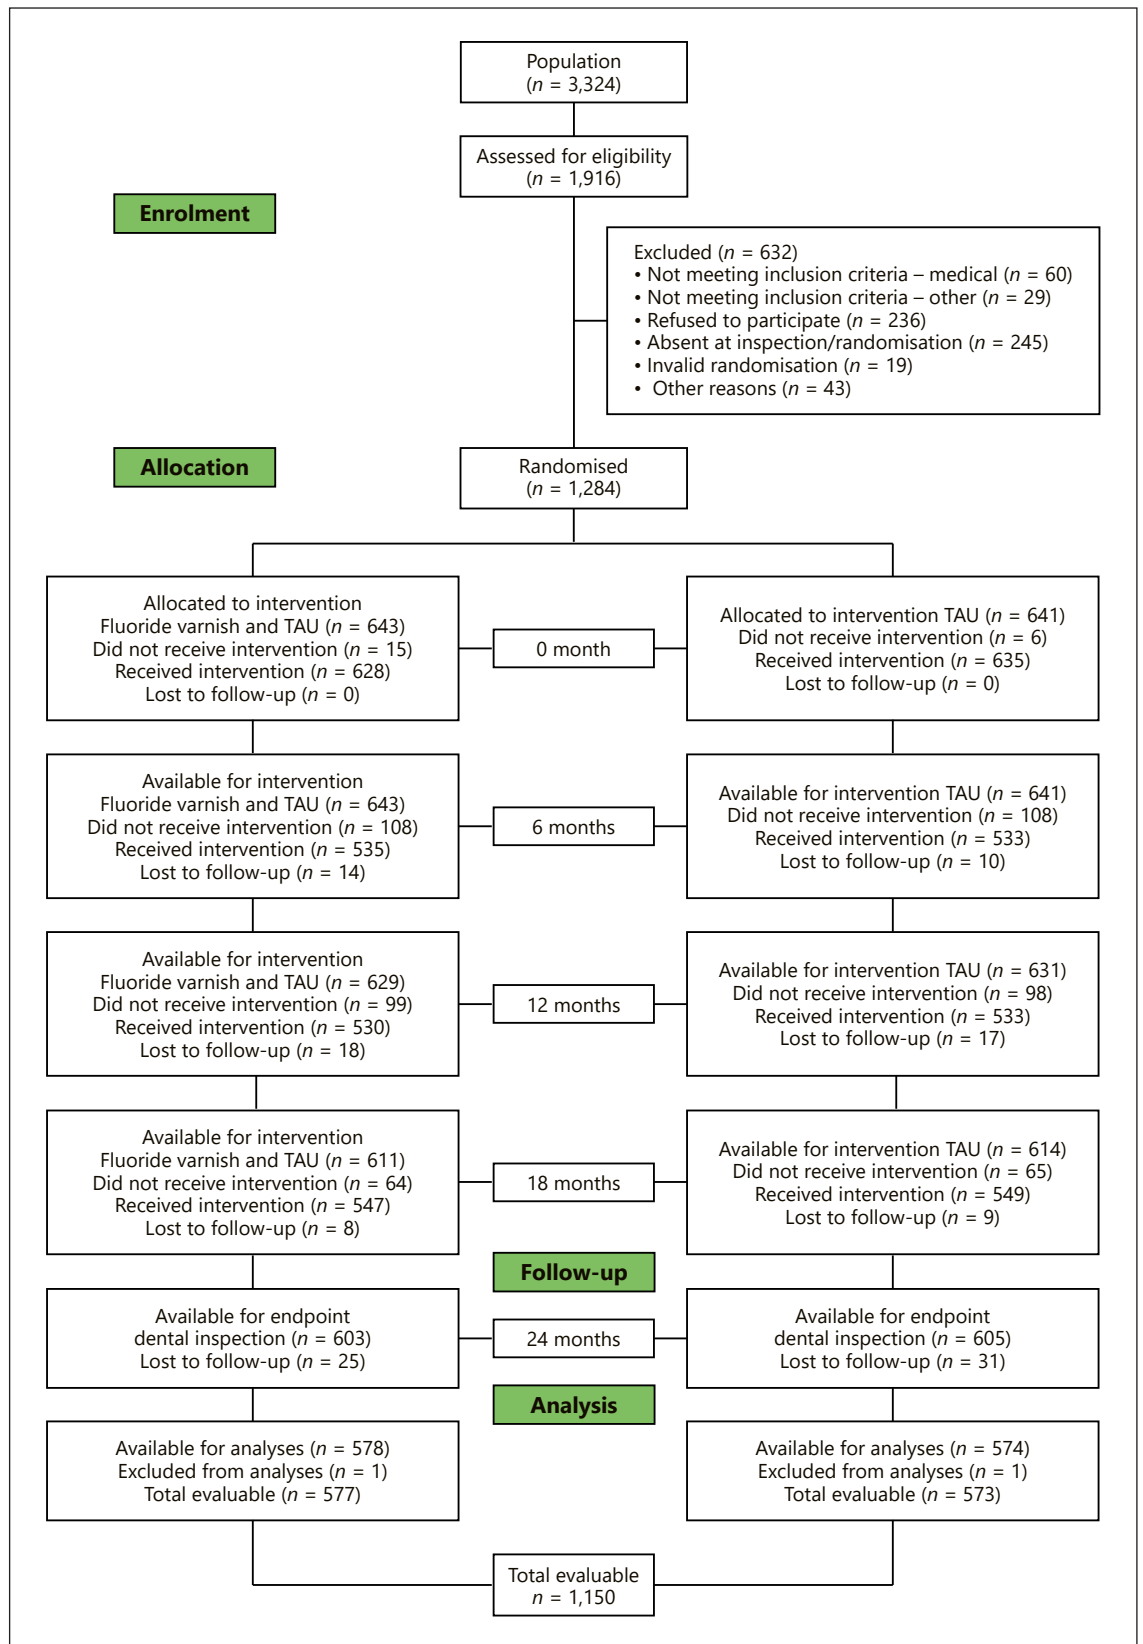 Population
(n = 3,324)
Assessed for eligibility
(n = 1,916)
Enrolment
Excluded (n = 632)
• Not meeting inclusion criteria – medical (n = 60)
• Not meeting inclusion criteria – other (n = 29)
• Refused to participate (n = 236)
• Absent at inspection/randomisation (n = 245)
• Invalid randomisation (n = 19)
• Other reasons (n = 43)
Allocation
Randomised
(n = 1,284)
Allocated to intervention
Fluoride varnish and TAU (n = 643)
Did not receive intervention (n = 15)
Received intervention (n = 628)
Lost to follow-up (n = 0)
0 month
Allocated to intervention TAU (n = 641)
Did not receive intervention (n = 6)
Received intervention (n = 635)
Lost to follow-up (n = 0)
Available for intervention
Fluoride varnish and TAU (n = 643)
Did not receive intervention (n = 108)
Received intervention (n = 535)
Lost to follow-up (n = 14)
6 months
Available for intervention TAU (n = 641)
Did not receive intervention (n = 108)
Received intervention (n = 533)
Lost to follow-up (n = 10)
Available for intervention
Fluoride varnish and TAU (n = 629)
Did not receive intervention (n = 99)
Received intervention (n = 530)
Lost to follow-up (n = 18)
12 months
Available for intervention TAU (n = 631)
Did not receive intervention (n = 98)
Received intervention (n = 533)
Lost to follow-up (n = 17)
Available for intervention
Fluoride varnish and TAU (n = 611)
Did not receive intervention (n = 64)
Received intervention (n = 547)
Lost to follow-up (n = 8)
18 months
Available for intervention TAU (n = 614)
Did not receive intervention (n = 65)
Received intervention (n = 549)
Lost to follow-up (n = 9)
Follow-up
Available for endpoint
dental inspection (n = 603)
Lost to follow-up (n = 25)
24 months
Available for endpoint
dental inspection (n = 605)
Lost to follow-up (n = 31)
Analysis
Available for analyses (n = 578)
Excluded from analyses (n = 1)
Total evaluable (n = 577)
Available for analyses (n = 574)
Excluded from analyses (n = 1)
Total evaluable (n = 573)
Total evaluable
n = 1,150